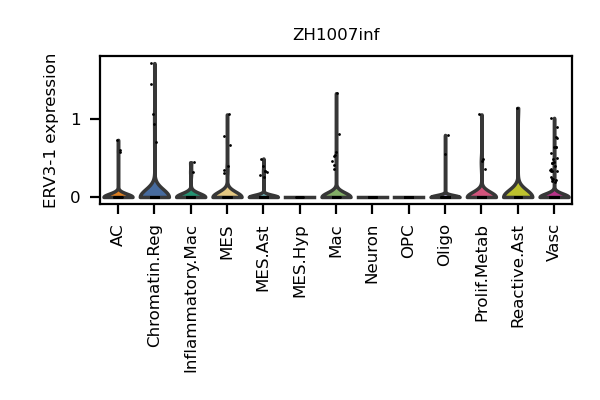 ZH1007inf
ERV3-1 expression
1
0
AC
Chromatin.Reg
Inflammatory.Mac
MES
MES.Ast
MES.Hyp
Mac
Neuron
OPC
Oligo
Prolif.Metab
Reactive.Ast
Vasc